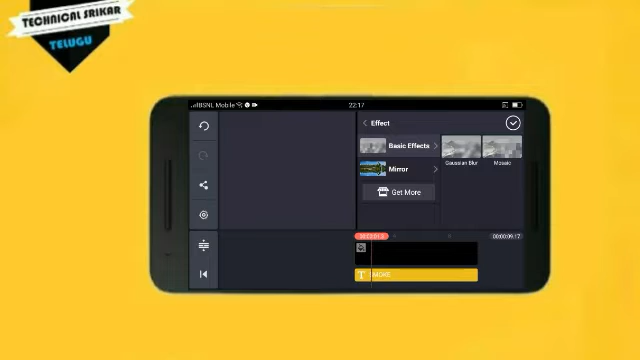 TECHNICAL SRIKAR
TELUGU
BSNL Mobile
22:17
Effect
Basic Effects
Gaussian Blur
Mosaic
Mirror
Get More
00:00:09.17
SMOKE